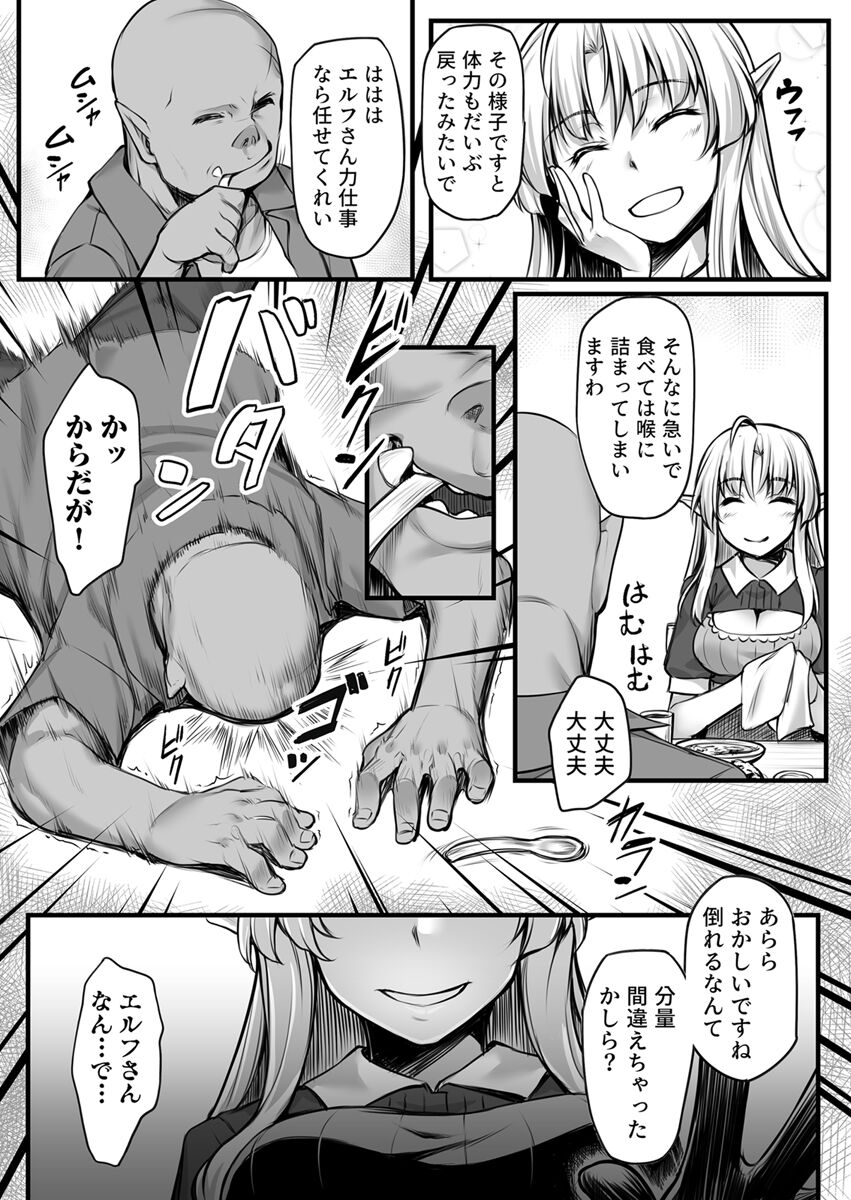 その様子ですと
体力もだいぶ
戻ったみたいで
ウフフ
ははは
エルフさん力仕事
なら任せてくれい
ムシャ
ムシャ
そんなに急いで
食べては喉に
詰まってしまい
ますわ
はむはむ
大丈夫
大丈夫
ビクッ
バタン
かッ
からだが！
ビク
ビク
カラン
あらら
おかしいですね
倒れるなんて
分量
間違えちゃった
かしら？
エルフさん
なん…で…